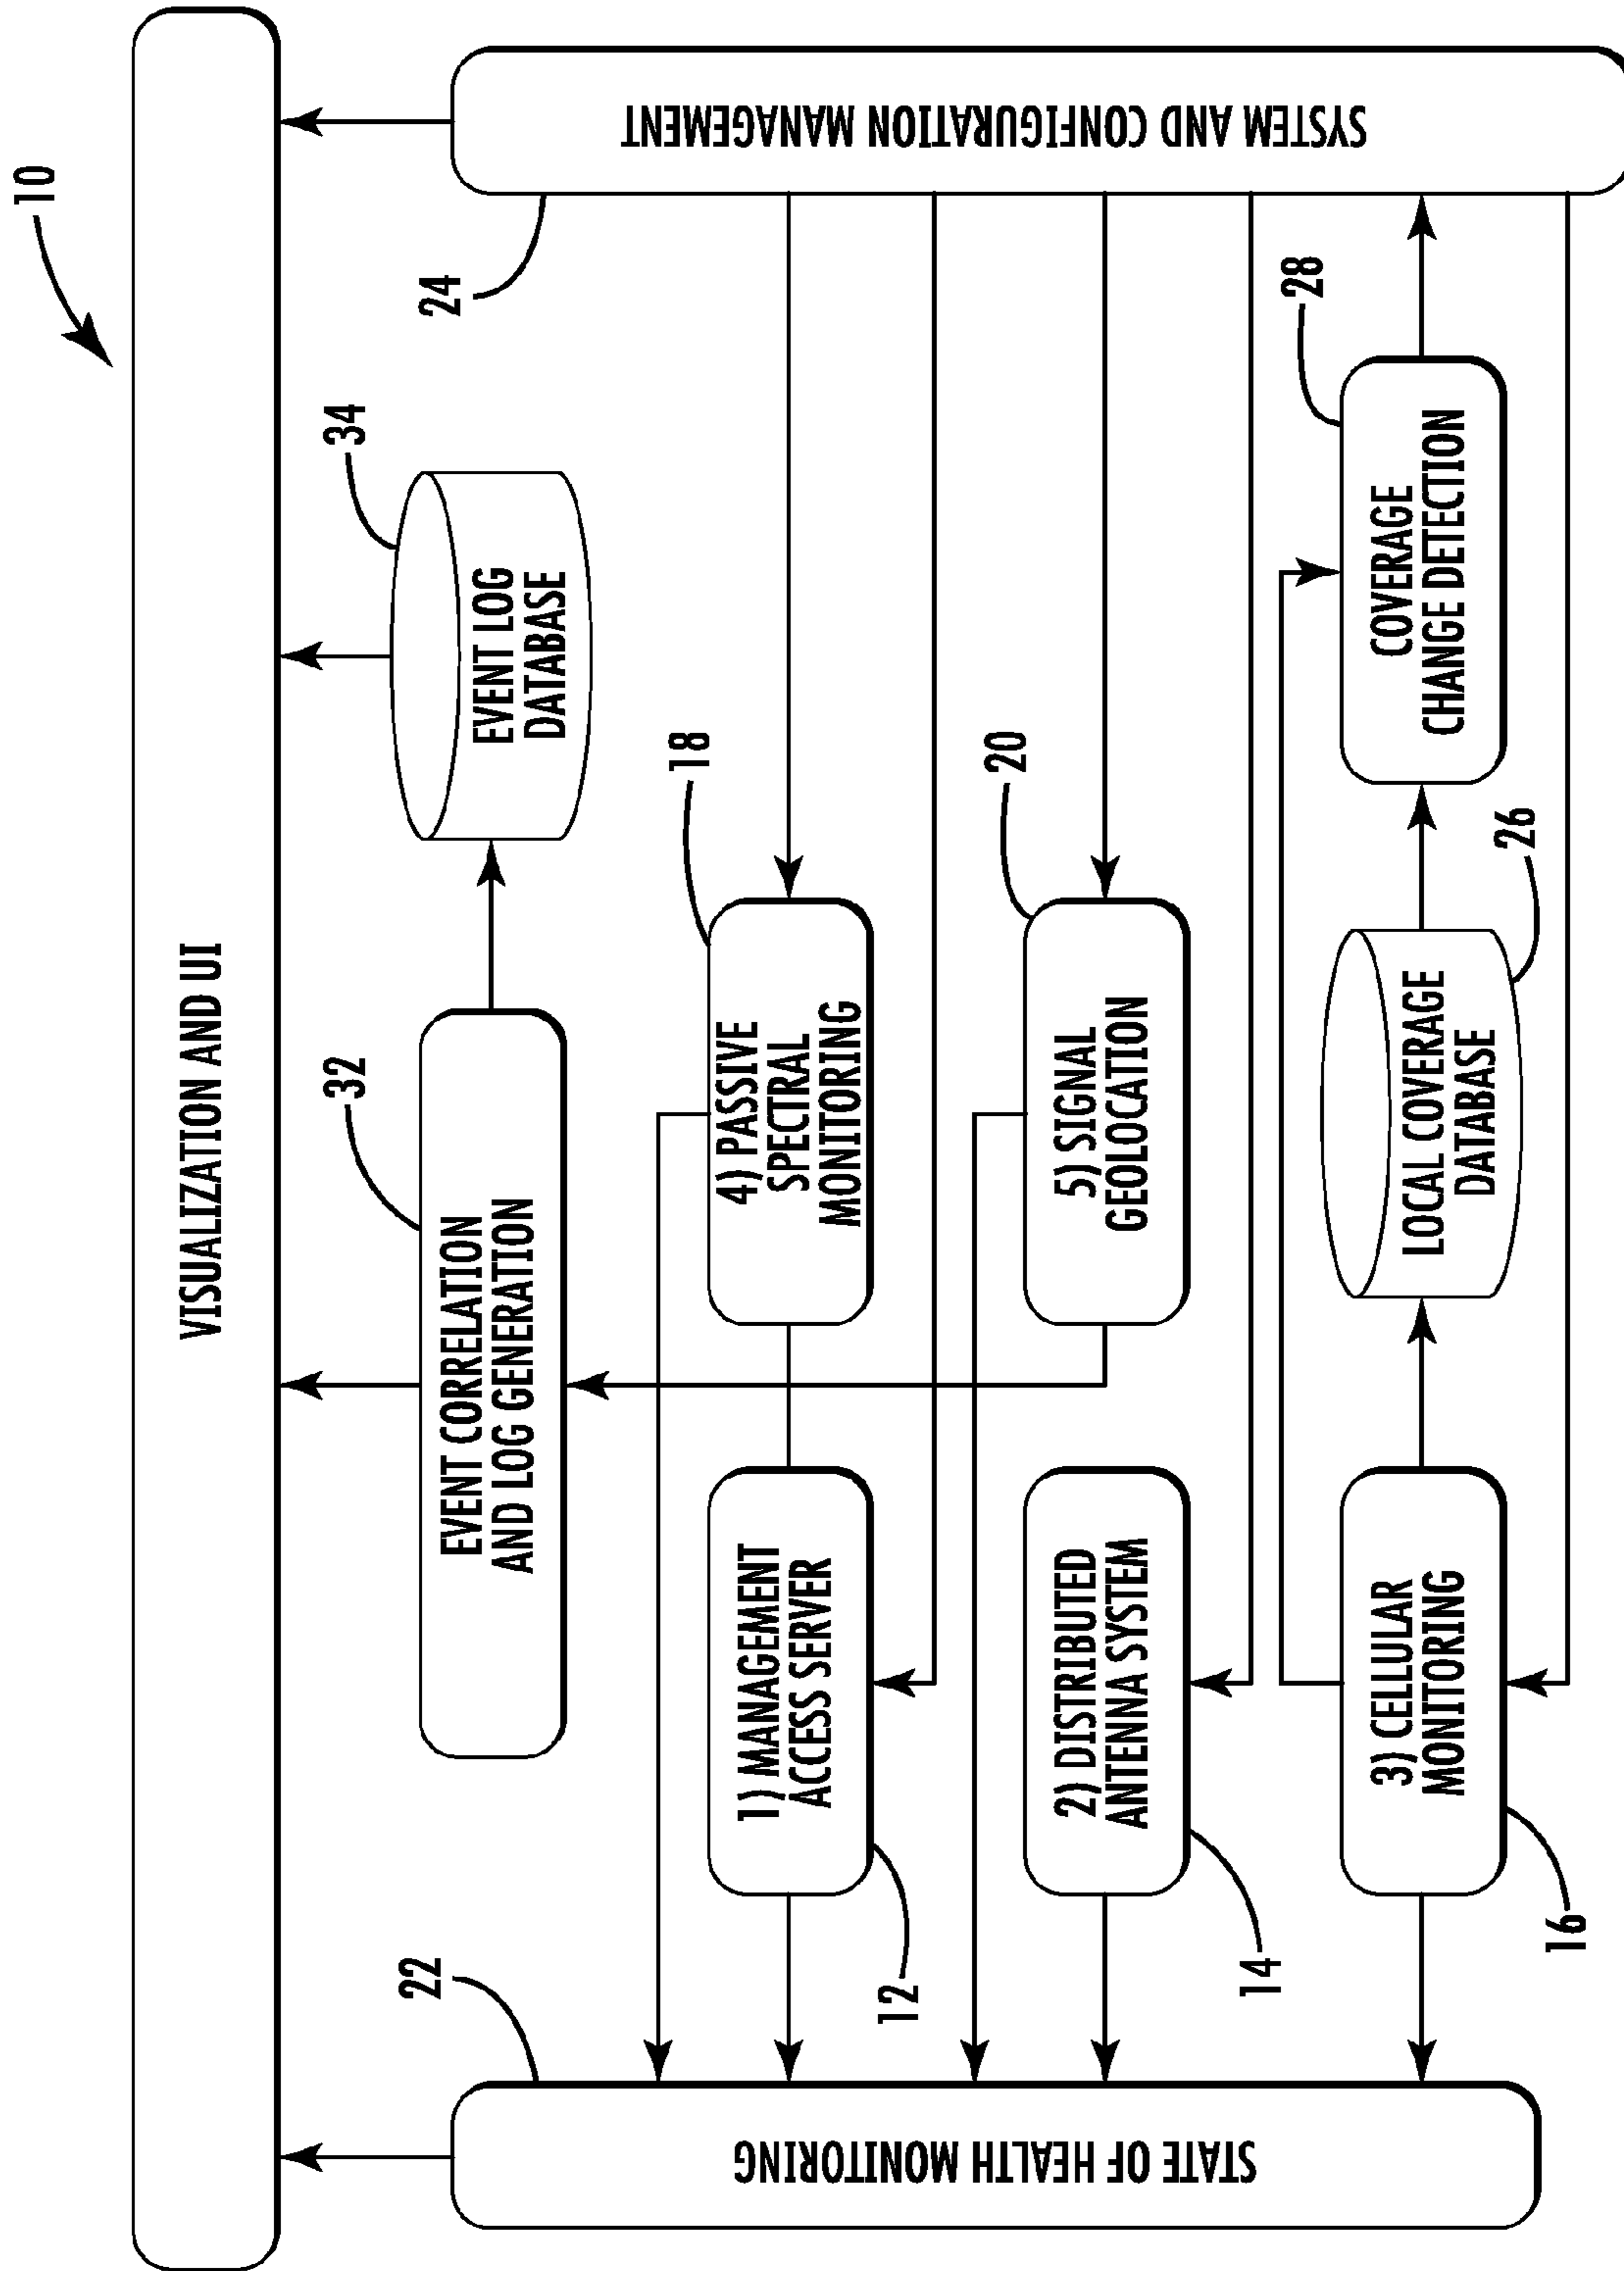 10
VISUALIZATION AND UI
22
STATE OF HEALTH MONITORING
32
EVENT CORRELATION
AND LOG GENERATION
34
EVENT LOG
DATABASE
24
SYSTEM AND CONFIGURATION MANAGEMENT
1) MANAGEMENT
ACCESS SERVER
12
18
4) PASSIVE
SPECTRAL
MONITORING
2) DISTRIBUTED
ANTENNA SYSTEM
14
20
5) SIGNAL
GEOLOCATION
3) CELLULAR
MONITORING
16
LOCAL COVERAGE
DATABASE
26
28
COVERAGE
CHANGE DETECTION